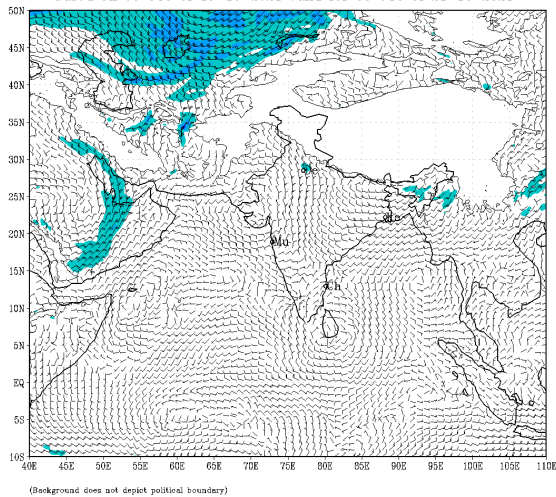 50N
45N
40N
35N
30N
25N
20N
15N
10N
5N
EQ
5S
10S
Mu
Ch
40E 45E 50E 55E 60E 65E 70E 75E 80E 85E 90E 95E 100E 105E 110E
(Background does not depict political boundary)